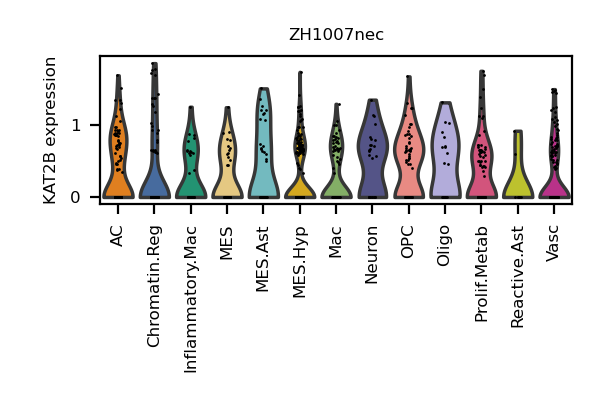 ZH1007nec
KAT2B expression
1
0
AC
Chromatin.Reg
Inflammatory.Mac
MES
MES.Ast
MES.Hyp
Mac
Neuron
OPC
Oligo
Prolif.Metab
Reactive.Ast
Vasc